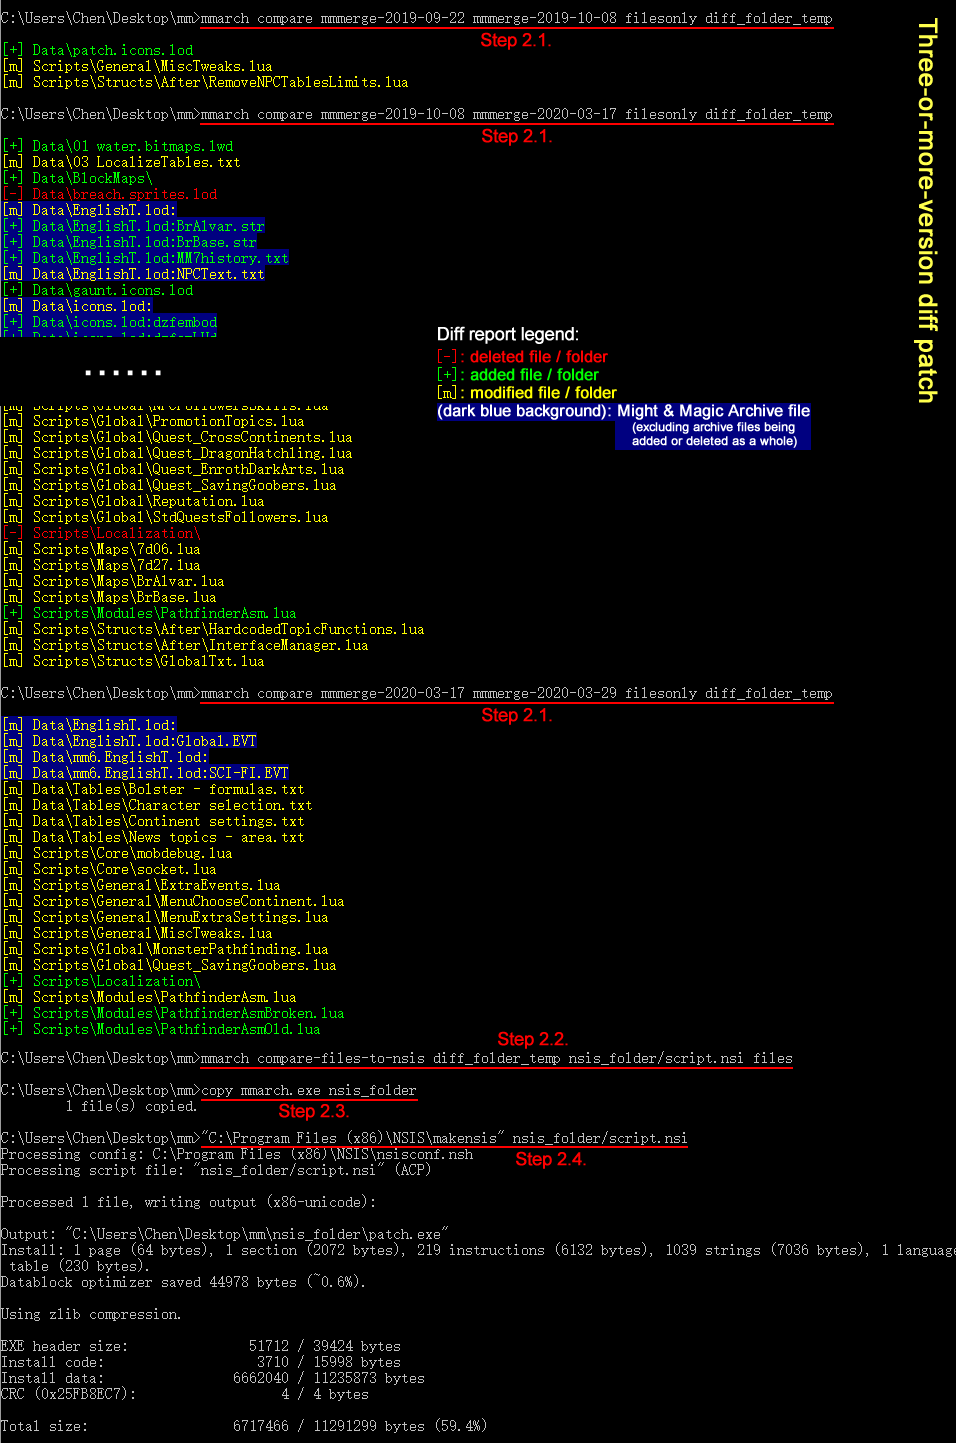 C:\Users\Chen\Desktop\mm>mmarch compare mmmerge-2019-09-22 mmmerge-2019-10-08 filesonly diff_folder_temp
Step 2.1.
[+] Data\patch.icons.lod
[m] Scripts\General\MiscTweaks.lua
[m] Scripts\Structs\After\RemoveNPCTablesLimits.lua
C:\Users\Chen\Desktop\mm>mmarch compare mmmerge-2019-10-08 mmmerge-2020-03-17 filesonly diff_folder_temp
Step 2.1.
[+] Data\01 water.bitmaps.lwd
[m] Data\03 LocalizeTables.txt
[+] Data\BlockMaps\
[-] Data\breach.sprites.lod
[m] Data\EnglishT.lod:
[+] Data\EnglishT.lod:BrAlvar.str
[+] Data\EnglishT.lod:BrBase.str
[+] Data\EnglishT.lod:MM7history.txt
[m] Data\EnglishT.lod:NPCText.txt
[+] Data\gaunt.icons.lod
[m] Data\icons.lod:
[+] Data\icons.lod:dzfembod
......
Three-or-more-version diff patch
Diff report legend:
[-]: deleted file / folder
[+]: added file / folder
[m]: modified file / folder
(dark blue background): Might & Magic Archive file
(excluding archive files being
added or deleted as a whole)
[m] Scripts\Global\NPCFollowersSkills.lua
[m] Scripts\Global\PromotionTopics.lua
[m] Scripts\Global\Quest_CrossContinents.lua
[m] Scripts\Global\Quest_DragonHatchling.lua
[m] Scripts\Global\Quest_EnrothDarkArts.lua
[m] Scripts\Global\Quest_SavingGoobers.lua
[m] Scripts\Global\Reputation.lua
[m] Scripts\Global\StdQuestsFollowers.lua
[-] Scripts\Localization\
[m] Scripts\Maps\7d06.lua
[m] Scripts\Maps\7d27.lua
[m] Scripts\Maps\BrAlvar.lua
[m] Scripts\Maps\BrBase.lua
[+] Scripts\Modules\PathfinderAsm.lua
[m] Scripts\Structs\After\HardcodedTopicFunctions.lua
[m] Scripts\Structs\After\InterfaceManager.lua
[m] Scripts\Structs\GlobalTxt.lua
C:\Users\Chen\Desktop\mm>mmarch compare mmmerge-2020-03-17 mmmerge-2020-03-29 filesonly diff_folder_temp
Step 2.1.
[m] Data\EnglishT.lod:
[m] Data\EnglishT.lod:Global.EVT
[m] Data\mm6.EnglishT.lod:
[m] Data\mm6.EnglishT.lod:SCI-FI.EVT
[m] Data\Tables\Bolster - formulas.txt
[m] Data\Tables\Character selection.txt
[m] Data\Tables\Continent settings.txt
[m] Data\Tables\News topics - area.txt
[m] Scripts\Core\mobdebug.lua
[m] Scripts\Core\socket.lua
[m] Scripts\General\ExtraEvents.lua
[m] Scripts\General\MenuChooseContinent.lua
[m] Scripts\General\MenuExtraSettings.lua
[m] Scripts\General\MiscTweaks.lua
[m] Scripts\Global\MonsterPathfinding.lua
[m] Scripts\Global\Quest_SavingGoobers.lua
[+] Scripts\Localization\
[m] Scripts\Modules\PathfinderAsm.lua
[+] Scripts\Modules\PathfinderAsmBroken.lua
[+] Scripts\Modules\PathfinderAsmOld.lua
Step 2.2.
C:\Users\Chen\Desktop\mm>mmarch compare-files-to-nsis diff_folder_temp nsis_folder/script.nsi files
C:\Users\Chen\Desktop\mm>copy mmarch.exe nsis_folder
1 file(s) copied.
Step 2.3.
C:\Users\Chen\Desktop\mm>"C:\Program Files (x86)\NSIS\makensis" nsis_folder/script.nsi
Step 2.4.
Processing config: C:\Program Files (x86)\NSIS\nsisconf.nsh
Processing script file: "nsis_folder/script.nsi" (ACP)
Processed 1 file, writing output (x86-unicode):
Output: "C:\Users\Chen\Desktop\mm\nsis_folder\patch.exe"
Install: 1 page (64 bytes), 1 section (2072 bytes), 219 instructions (6132 bytes), 1039 strings (7036 bytes), 1 language
table (230 bytes).
Datablock optimizer saved 44978 bytes (~0.6%).
Using zlib compression.
EXE header size: 51712 / 39424 bytes
Install code: 3710 / 15998 bytes
Install data: 6662040 / 11235873 bytes
CRC (0x25FB8EC7): 4 / 4 bytes
Total size: 6717466 / 11291299 bytes (59.4%)